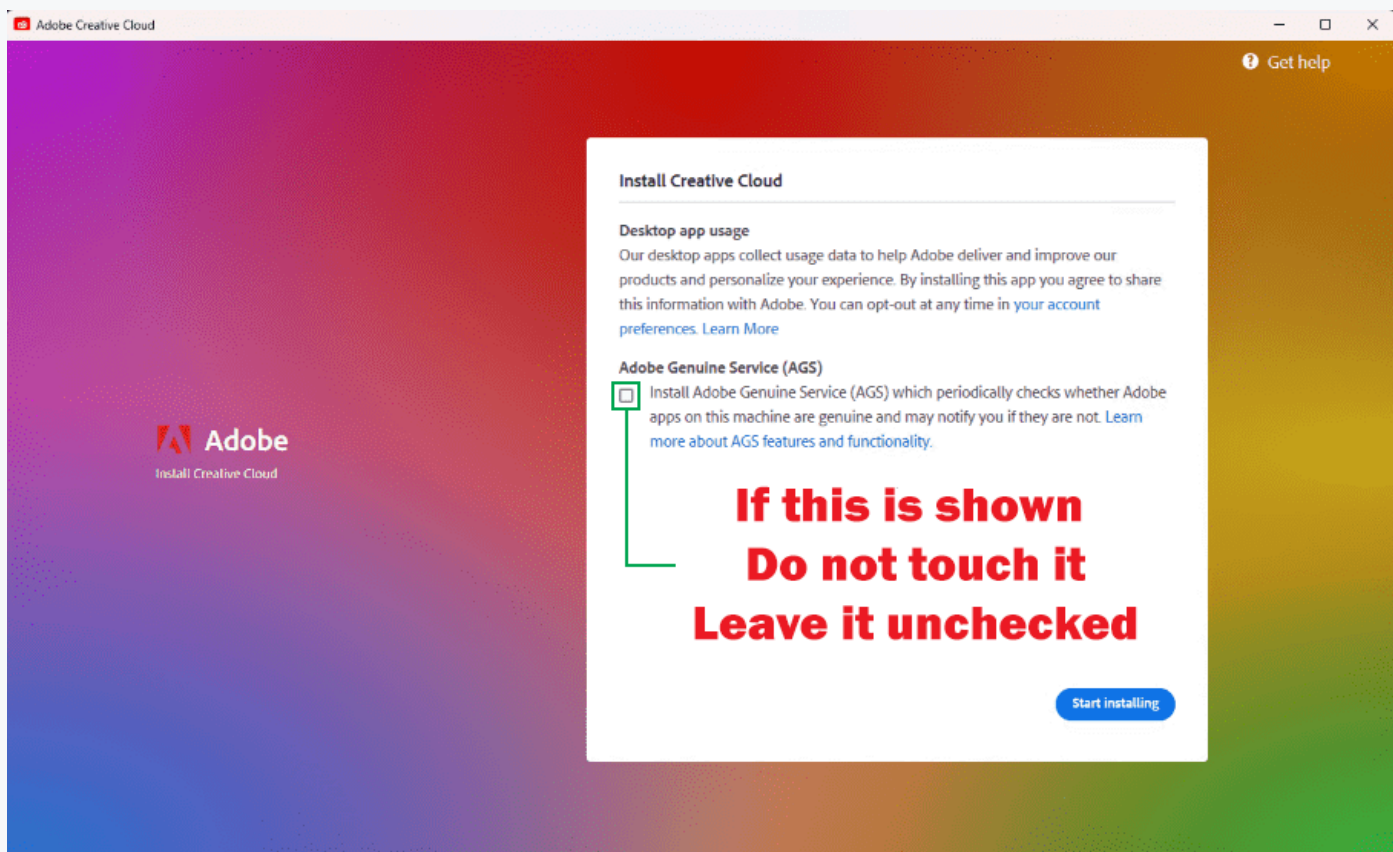 Adobe Creative Cloud
Get help
Install Creative Cloud
Desktop app usage
Our desktop apps collect usage data to help Adobe deliver and improve our
products and personalize your experience. By installing this app you agree to share
this information with Adobe. You can opt-out at any time in your account
preferences. Learn More
Adobe Genuine Service (AGS)
Install Adobe Genuine Service (AGS) which periodically checks whether Adobe
apps on this machine are genuine and may notify you if they are not. Learn
more about AGS features and functionality.
Adobe
Install Creative Cloud
If this is shown
Do not touch it
Leave it unchecked
Start installing